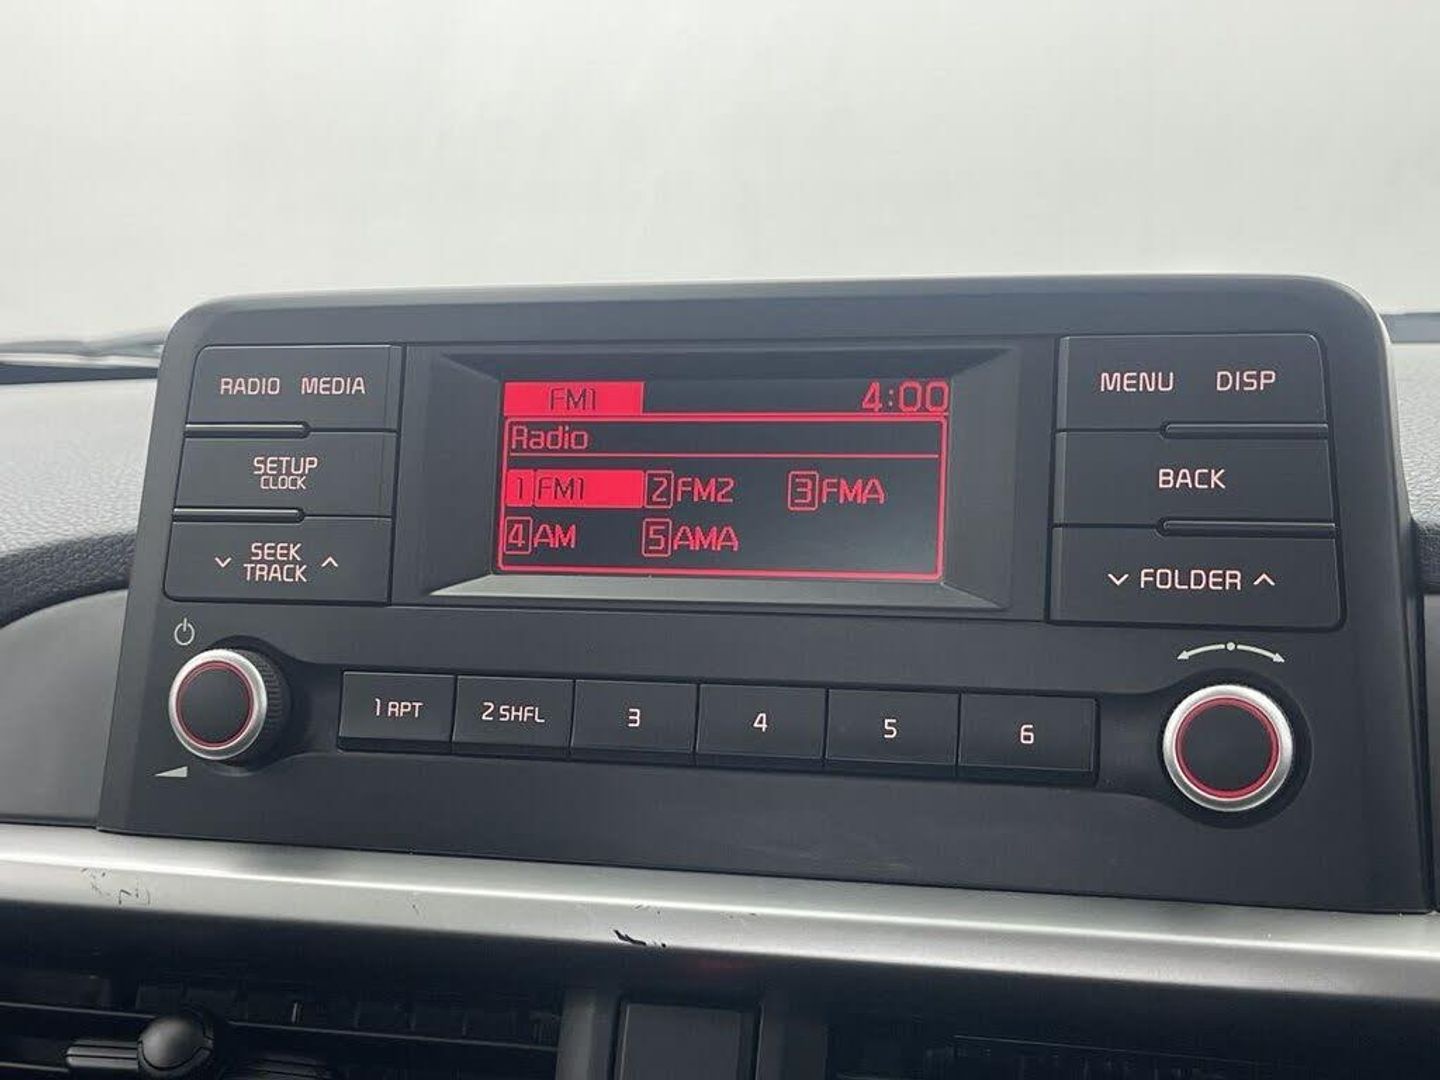 RADIO MEDIA
SETUP
CLOCK
SEEK
TRACK
FM1 4:00
Radio
1 FM1 2 FM2 3 FMA
4 AM 5 AMA
MENU DISP
BACK
FOLDER
1 RPT 2 SHFL 3 4 5 6